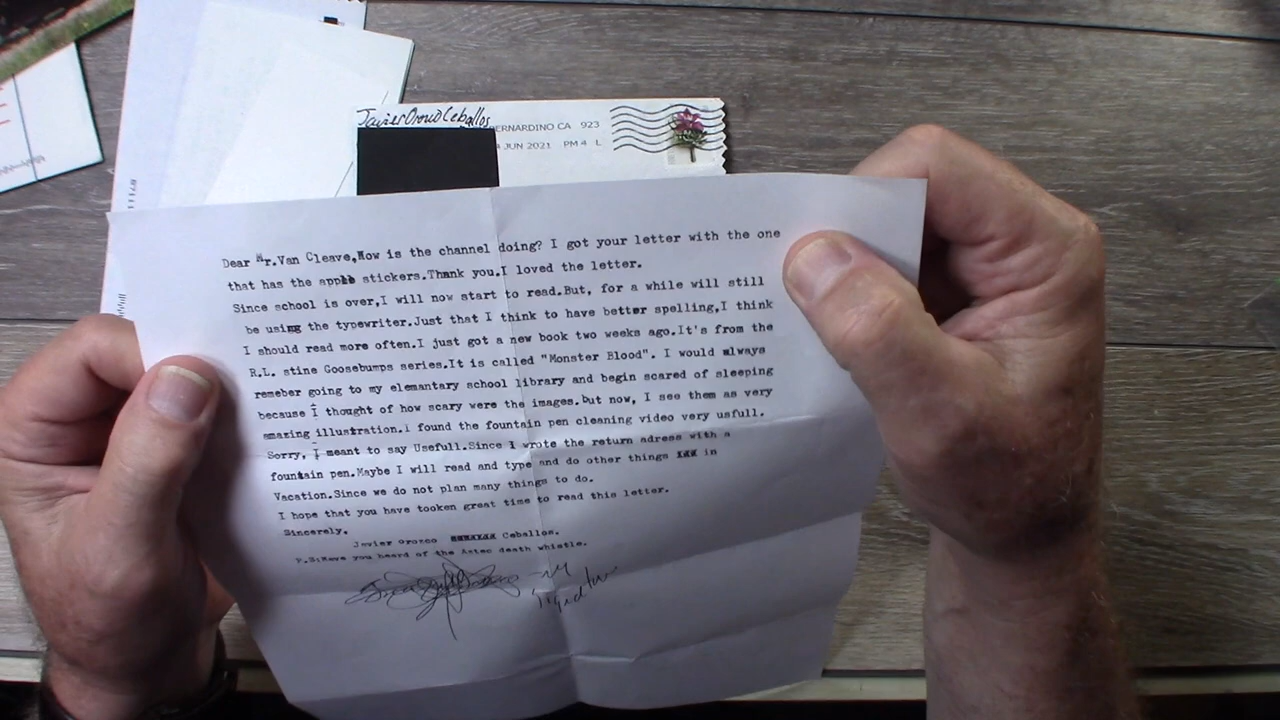 Javier Orozco Ceballos
ERNARDINO CA 923
4 JUN 2021 PM 4 L
Dear Mr.Van Cleave,How is the channel doing? I got your letter with the one
that has the apple stickers.Thank you.I loved the letter.
Since school is over,I will now start to read.But, for a while will still
be using the typewriter.Just that I think to have better spelling,I think
I should read more often.I just got a new book two weeks ago.It's from the
R.L. stine Goosebumps series.It is called "Monster Blood". I would always
remeber going to my elemantary school library and begin scared of sleeping
because I thought of how scary were the images.but now, I see them as very
amazing illustration.I found the fountain pen cleaning video very usfull.
Sorry, I meant to say Usefull.Since I wrote the return adress with a
fountain pen.Maybe I will read and type and do other things in
Vacation.Since we do not plan many things to do.
I hope that you have tooken great time to read this letter.
Sincerely.
Javier Orozco Ceballos.
P.S:Have you heard of the Aztec death whistle.